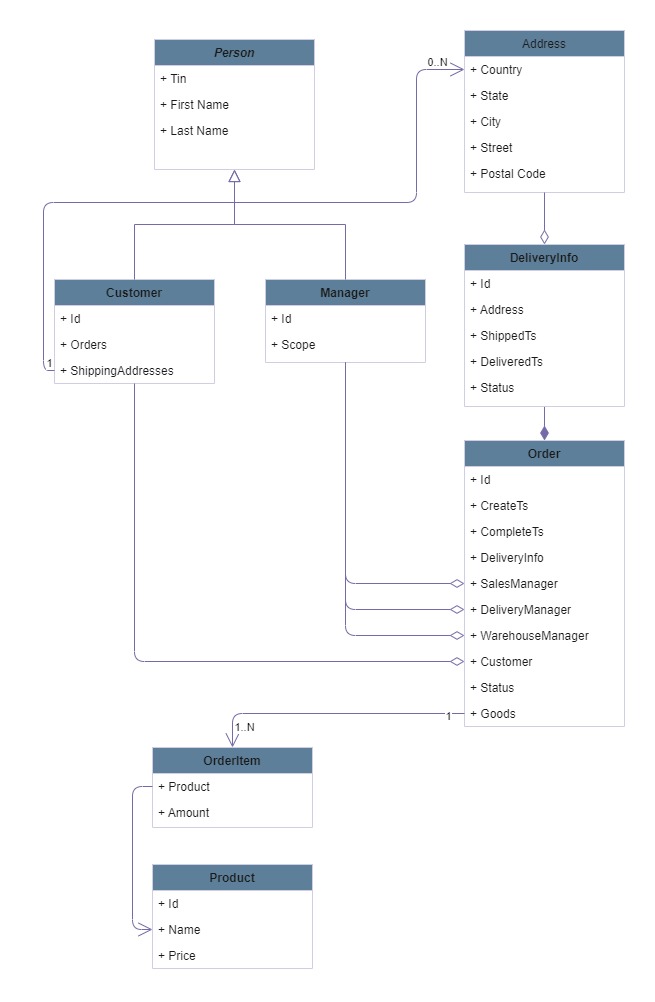 Person
+ Tin
+ First Name
+ Last Name
Address
+ Country
+ State
+ City
+ Street
+ Postal Code
0..N
Customer
+ Id
+ Orders
+ ShippingAddresses
1
Manager
+ Id
+ Scope
DeliveryInfo
+ Id
+ Address
+ ShippedTs
+ DeliveredTs
+ Status
Order
+ Id
+ CreateTs
+ CompleteTs
+ DeliveryInfo
+ SalesManager
+ DeliveryManager
+ WarehouseManager
+ Customer
+ Status
+ Goods
1
1..N
OrderItem
+ Product
+ Amount
Product
+ Id
+ Name
+ Price